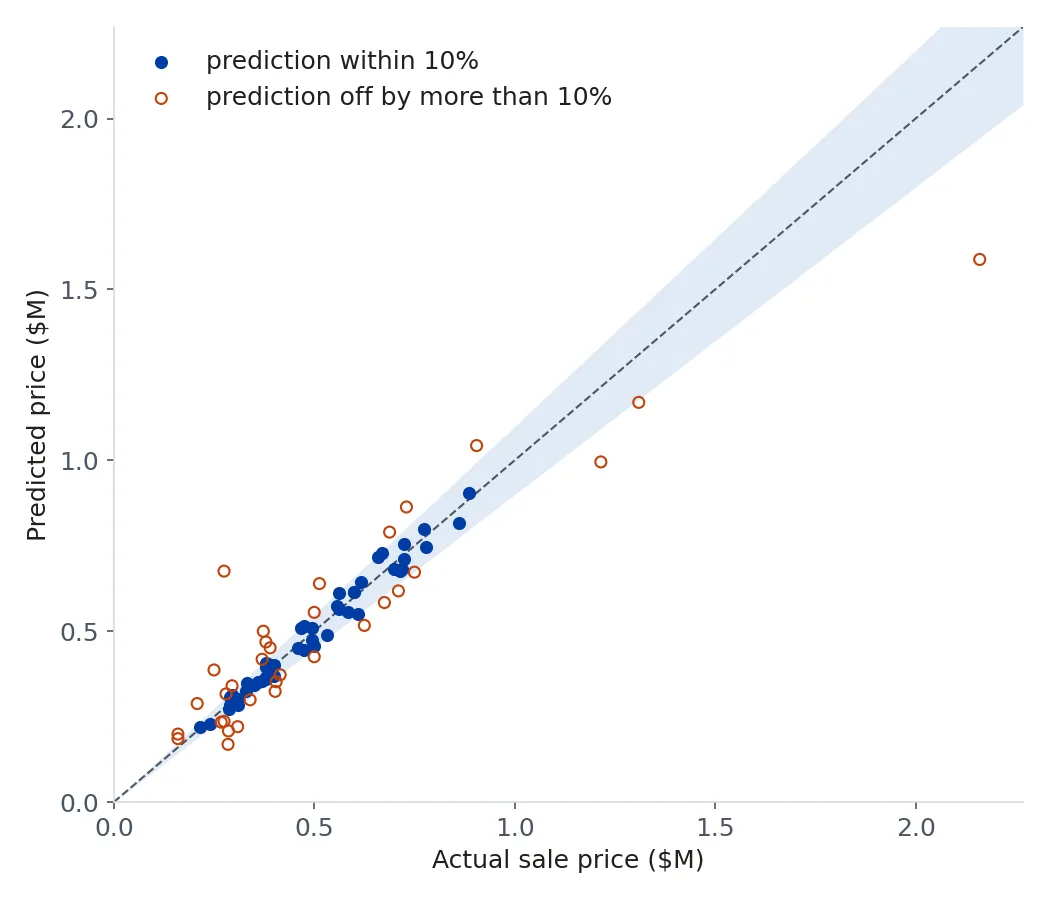 prediction within 10%
prediction off by more than 10%
Predicted price ($M)
2.0
1.5
1.0
0.5
0.0
0.0 0.5 1.0 1.5 2.0
Actual sale price ($M)